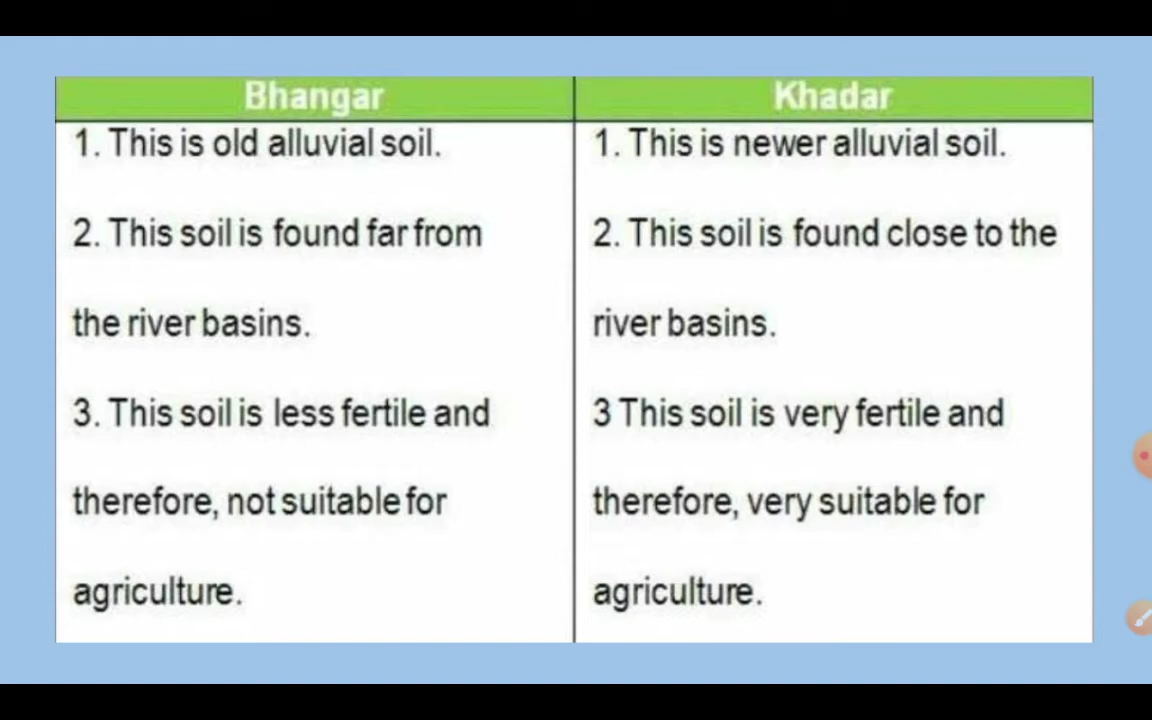 Bhangar
1. This is old alluvial soil.
2. This soil is found far from
the river basins.
3. This soil is less fertile and
therefore, not suitable for
agriculture.
Khadar
1. This is newer alluvial soil.
2. This soil is found close to the
river basins.
3 This soil is very fertile and
therefore, very suitable for
agriculture.